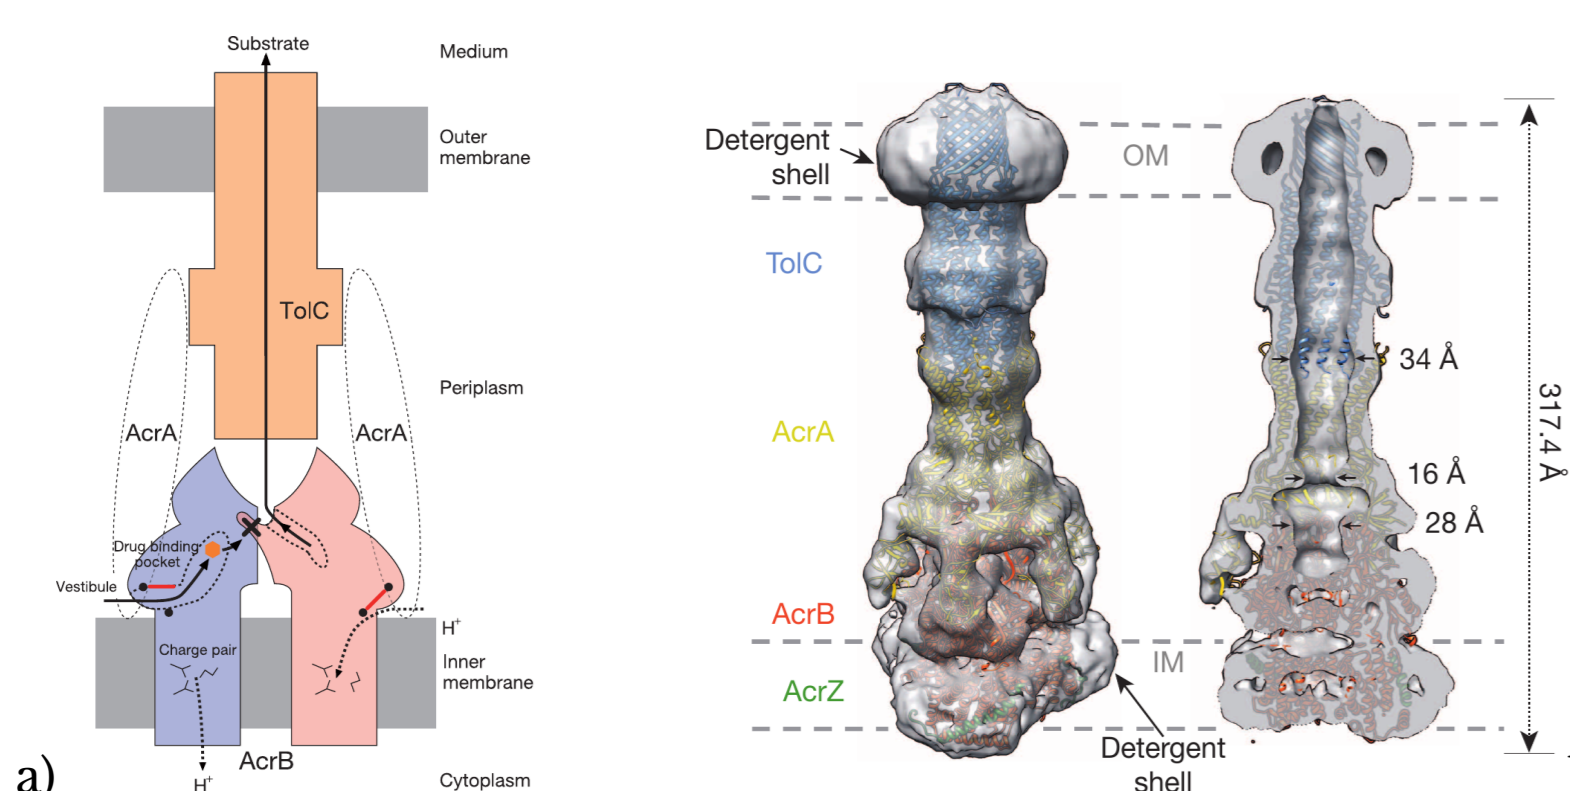 Substrate
Medium
Outer
membrane
TolC
Periplasm
AcrA
AcrA
Drug binding
pocket
Vestibule
H+
Charge pair
Inner
membrane
AcrB
H+
Cytoplasm
a)
Detergent
shell
OM
TolC
AcrA
AcrB
IM
AcrZ
Detergent
shell
34 Å
16 Å
28 Å
317.4 Å